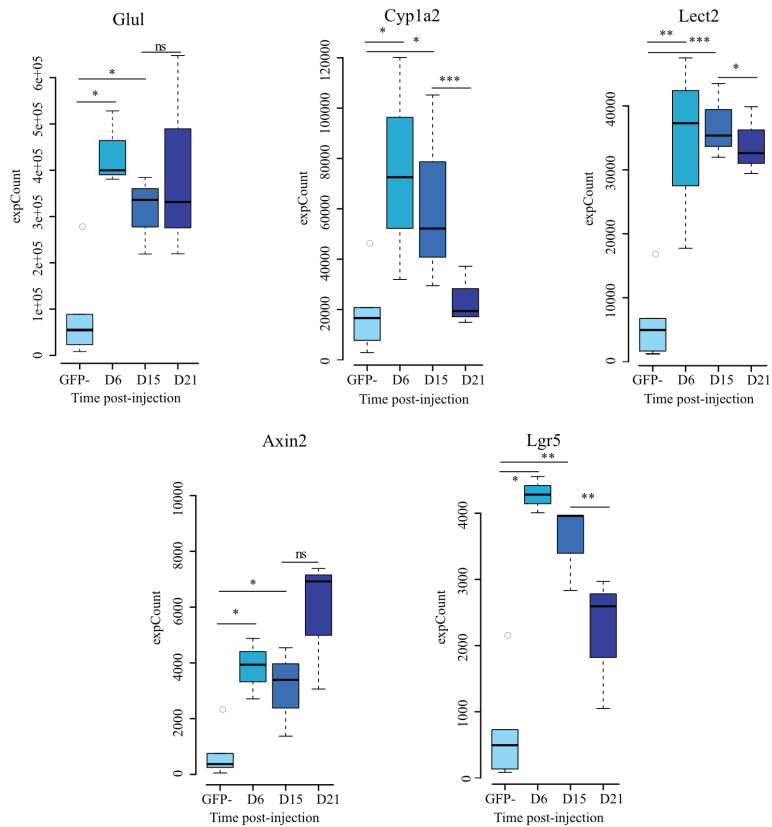 Glul
ns
*
*
expCount
0
1e+05
2e+05
3e+05
4e+05
5e+05
6e+05
GFP- D6 D15 D21
Time post-injection
Cyp1a2
*
*
***
expCount
0
20000
40000
60000
80000
100000
120000
GFP- D6 D15 D21
Time post-injection
Lect2
**
***
*
expCount
0
10000
20000
30000
40000
GFP- D6 D15 D21
Time post-injection
Axin2
ns
*
*
expCount
0
2000
4000
6000
8000
10000
GFP- D6 D15 D21
Time post-injection
Lgr5
**
*
**
expCount
0
1000
2000
3000
4000
GFP- D6 D15 D21
Time post-injection